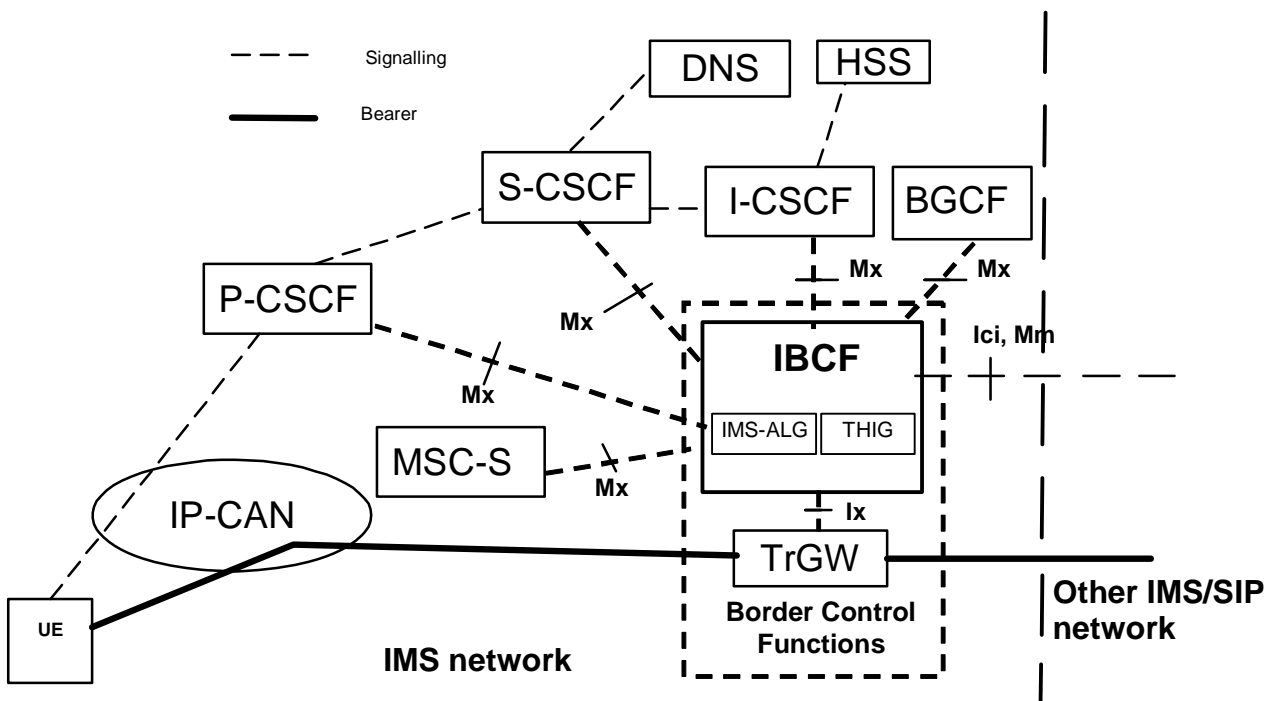 Signalling
Bearer
DNS
HSS
S-CSCF
I-CSCF
BGCF
P-CSCF
Mx
Mx
Mx
Mx
Ici, Mm
IBCF
IMS-ALG
THIG
MSC-S
Mx
IP-CAN
Ix
TrGW
UE
Border Control
Functions
Other IMS/SIP
network
IMS network